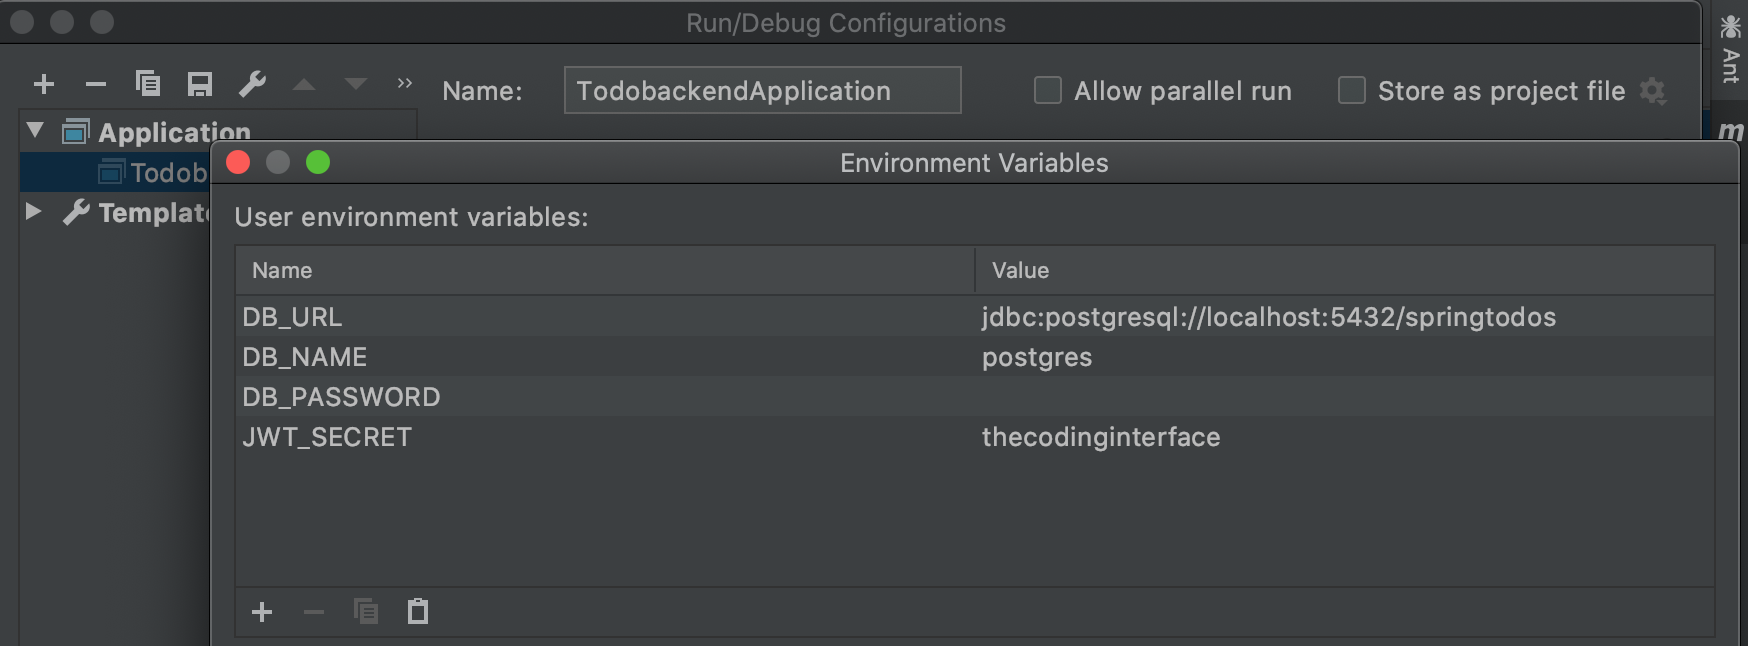 Run/Debug Configurations
Name: TodobackendApplication Allow parallel run Store as project file
Ant
Application
Todob
Templat
m
Environment Variables
User environment variables:
Name Value
DB_URL jdbc:postgresql://localhost:5432/springtodos
DB_NAME postgres
DB_PASSWORD
JWT_SECRET thecodinginterface